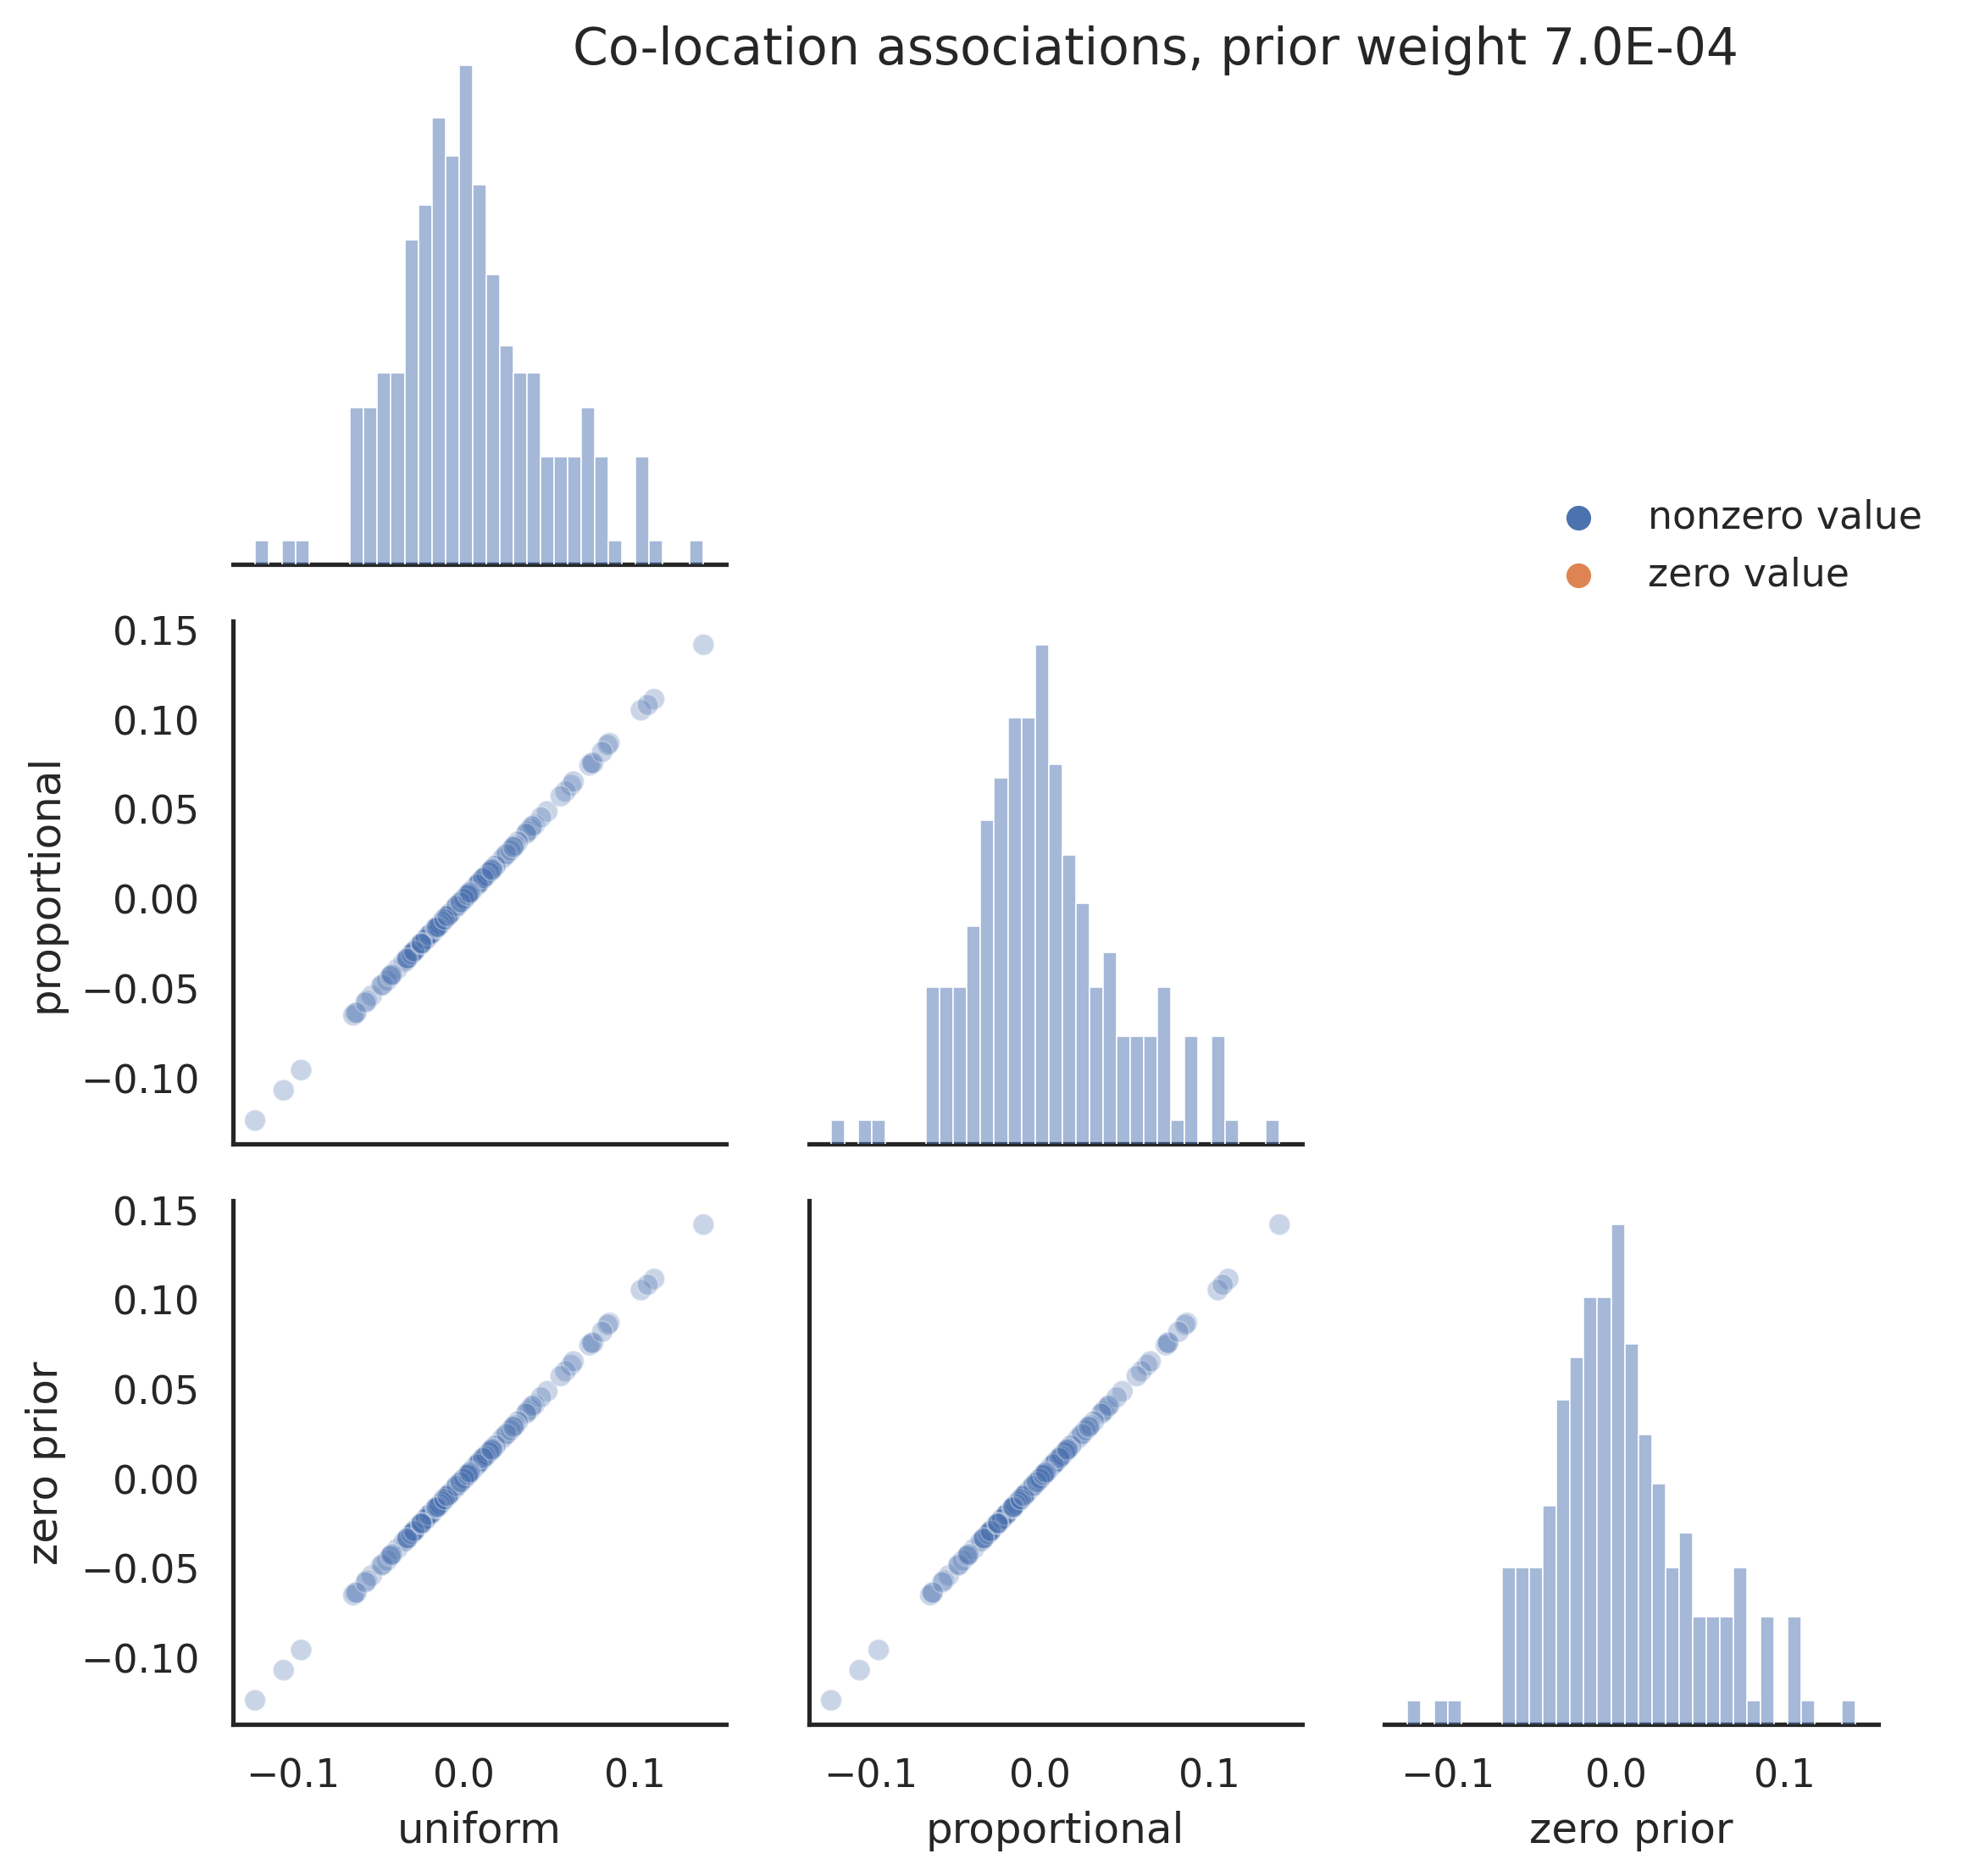 Co-location associations, prior weight 7.0E-04
nonzero value
zero value
0.15
0.10
0.05
0.00
−0.05
−0.10
proportional
0.15
0.10
0.05
0.00
−0.05
−0.10
zero prior
−0.1 0.0 0.1
uniform
−0.1 0.0 0.1
proportional
−0.1 0.0 0.1
zero prior